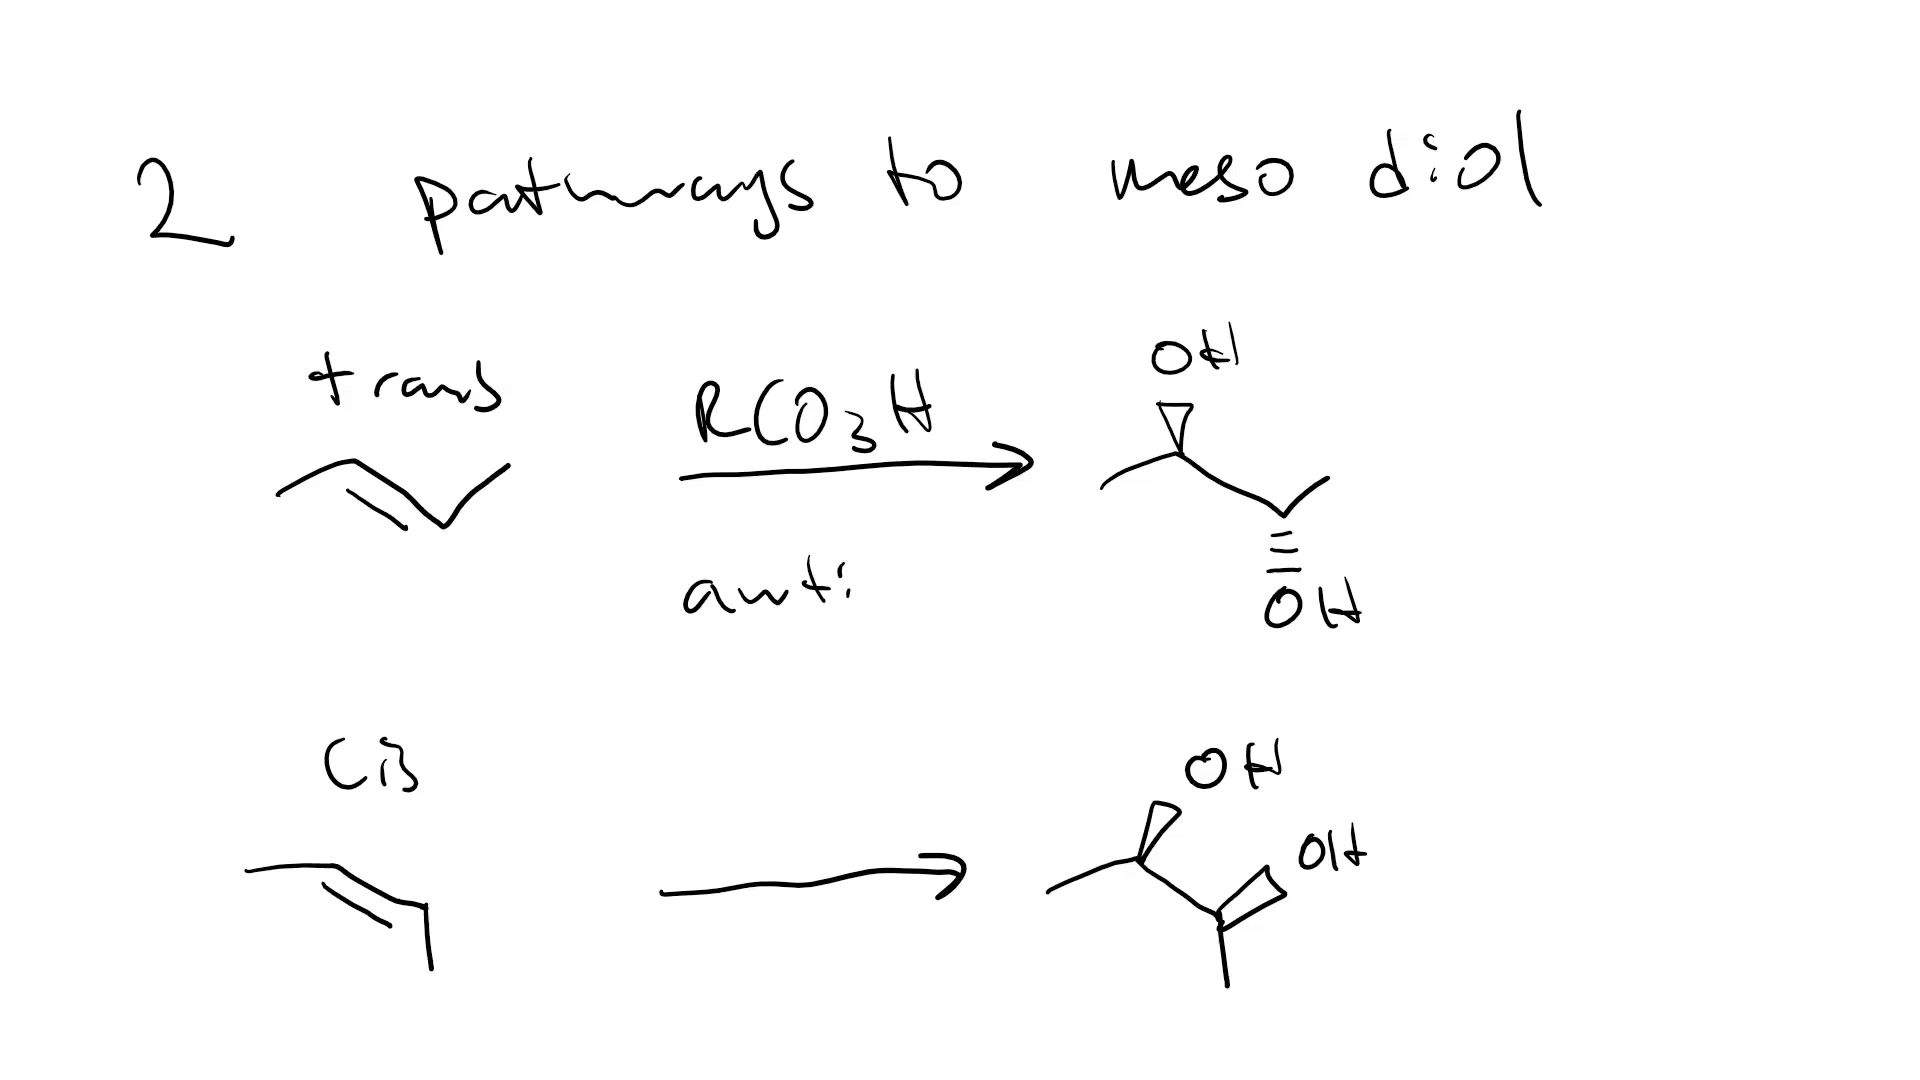 2 pathways to meso diol
trans
RCO₃H
OH
anti
OH
Cis
OH
OH